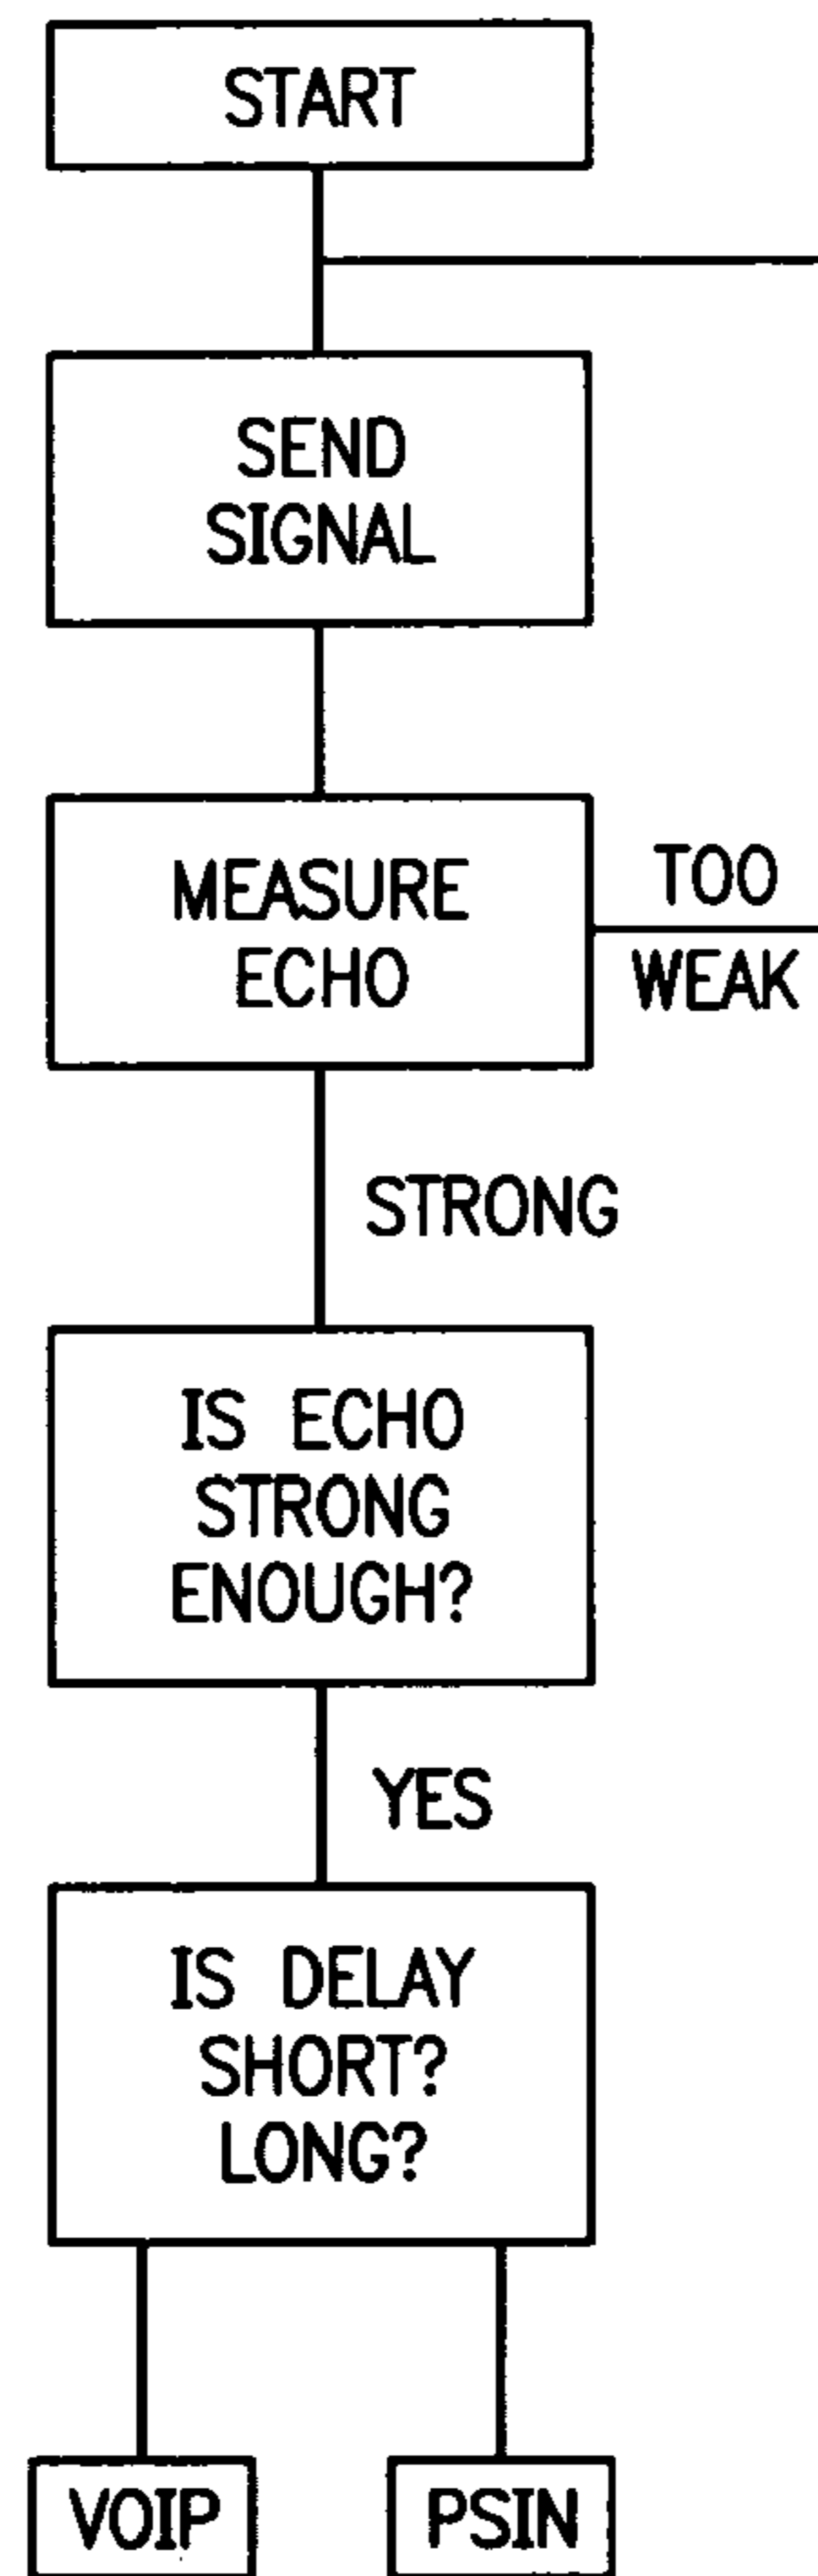 START
SEND
SIGNAL
MEASURE
ECHO
TOO
WEAK
STRONG
IS ECHO
STRONG
ENOUGH?
YES
IS DELAY
SHORT?
LONG?
VOIP
PSIN